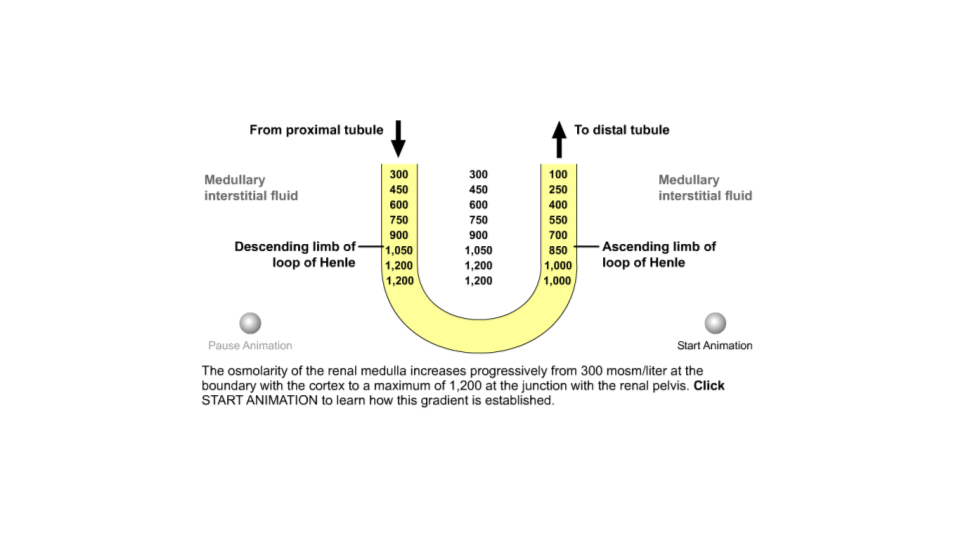 From proximal tubule
To distal tubule
Medullary
interstitial fluid
300
450
600
750
900
1,050
1,200
1,200
300
450
600
750
900
1,050
1,200
1,200
100
250
400
550
700
850
1,000
1,000
Medullary
interstitial fluid
Descending limb of
loop of Henle
Ascending limb of
loop of Henle
Pause Animation
Start Animation
The osmolarity of the renal medulla increases progressively from 300 mosm/liter at the
boundary with the cortex to a maximum of 1,200 at the junction with the renal pelvis. Click
START ANIMATION to learn how this gradient is established.